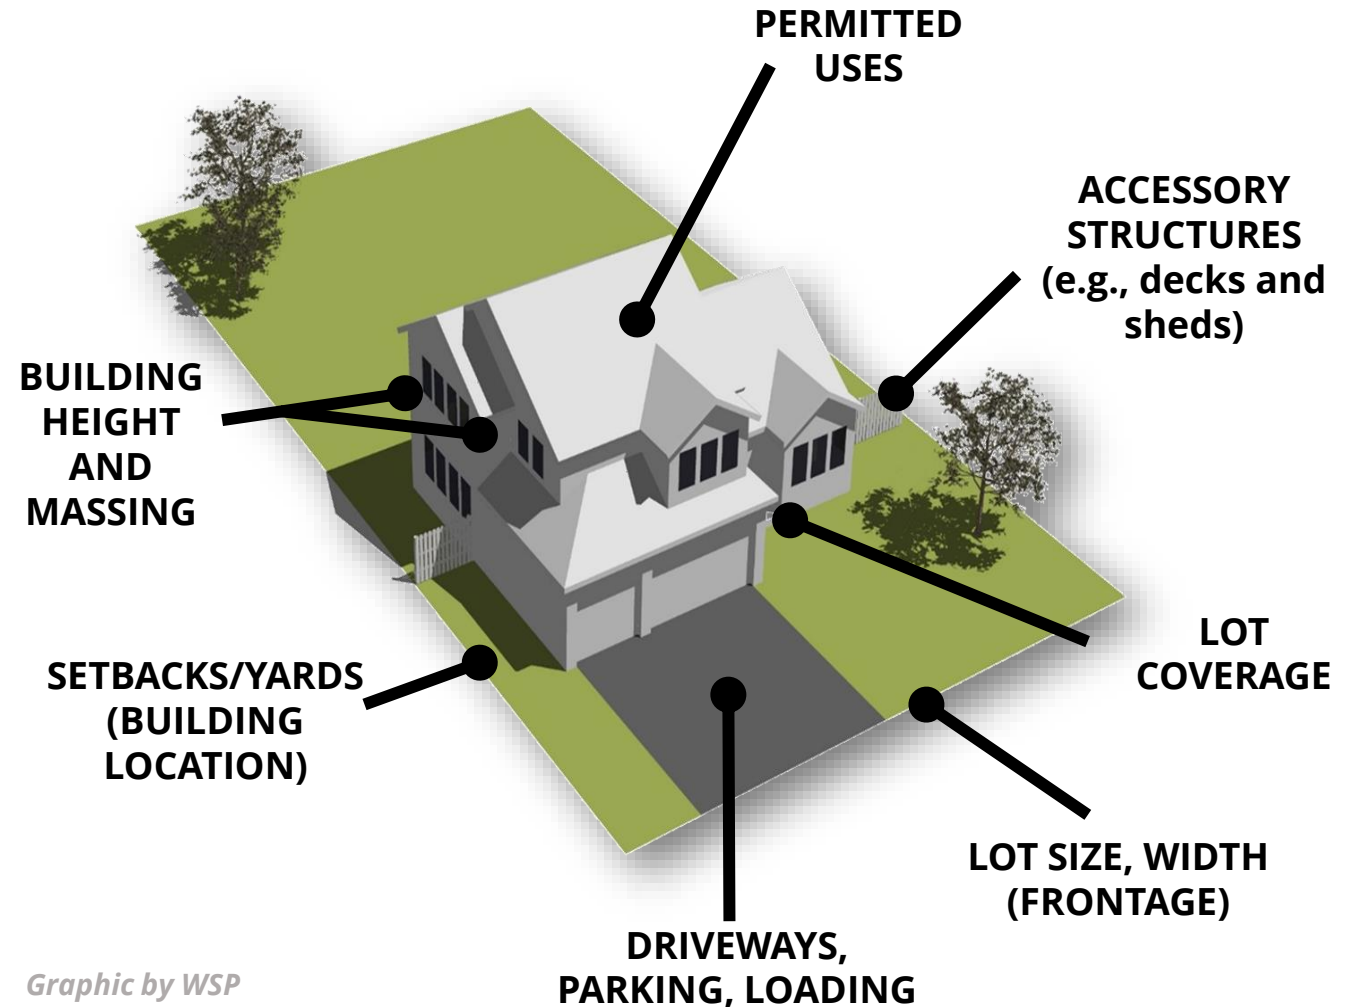 PERMITTED
USES
ACCESSORY
STRUCTURES
(e.g., decks and
sheds)
BUILDING
HEIGHT
AND
MASSING
SETBACKS/YARDS
(BUILDING
LOCATION)
LOT
COVERAGE
LOT SIZE, WIDTH
(FRONTAGE)
DRIVEWAYS,
PARKING, LOADING
Graphic by WSP